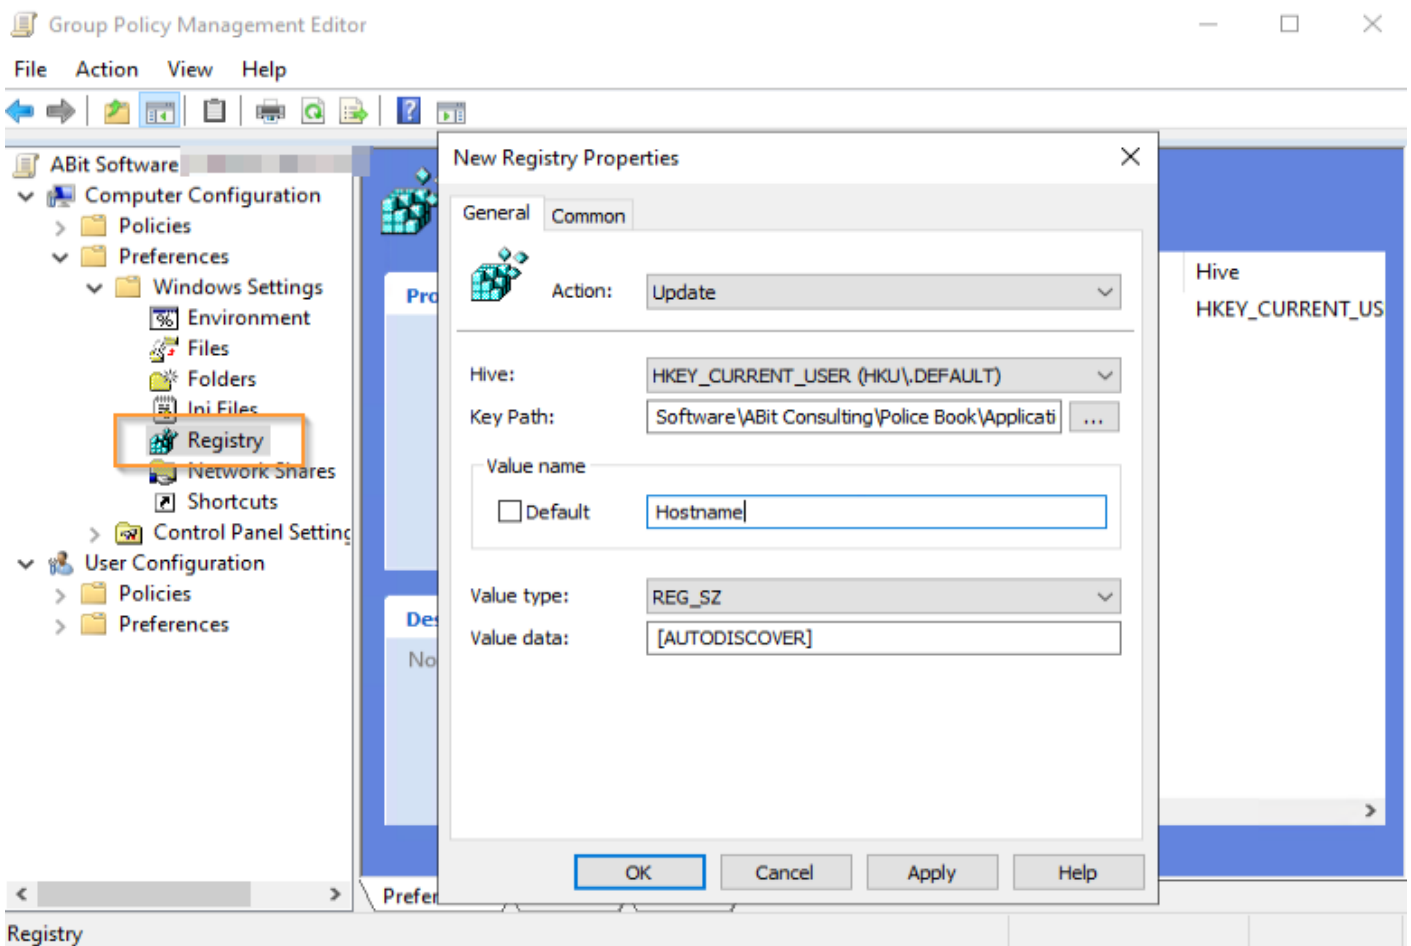 Group Policy Management Editor
File Action View Help
ABit Software
Computer Configuration
Policies
Preferences
Windows Settings
Environment
Files
Folders
Ini Files
Registry
Network Shares
Shortcuts
Control Panel Setting
User Configuration
Policies
Preferences
Pro
Des
No
Prefer
New Registry Properties
General Common
Action: Update
Hive: HKEY_CURRENT_USER (HKU\.DEFAULT)
Key Path: Software\ABit Consulting\Police Book\Applicati ...
Value name
Default Hostname
Value type: REG_SZ
Value data: [AUTODISCOVER]
OK Cancel Apply Help
Hive
HKEY_CURRENT_US
Registry